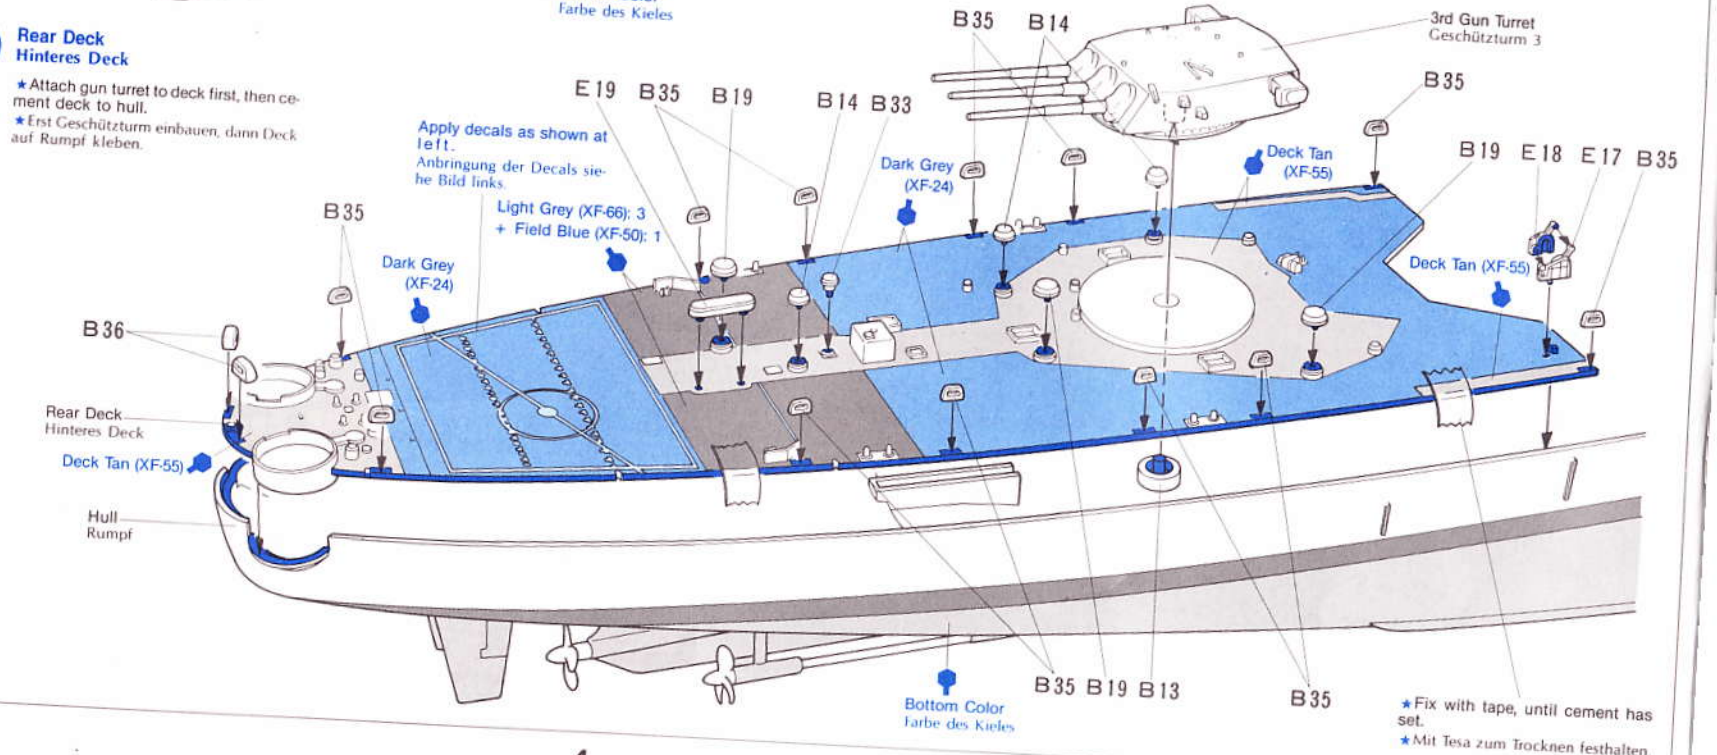 Farbe des Kieles
Rear Deck
Hinteres Deck
★Attach gun turret to deck first, then ce-
ment deck to hull.
★Erst Geschützturm einbauen, dann Deck
auf Rumpf kleben.
B35
B14
3rd Gun Turret
Geschützturm 3
B35
E19
B35
B19
B14
B33
Apply decals as shown at
left.
Anbringung der Decals sie-
he Bild links.
Dark Grey
(XF-24)
Deck Tan
(XF-55)
B19
E18
E17
B35
B35
Light Grey (XF-66): 3
+ Field Blue (XF-50): 1
Dark Grey
(XF-24)
Deck Tan (XF-55)
B36
Rear Deck
Hinteres Deck
Deck Tan (XF-55)
Hull
Rumpf
B35
B19
B13
B35
Bottom Color
Farbe des Kieles
★Fix with tape, until cement has
set.
★Mit Tesa zum Trocknen festhalten.